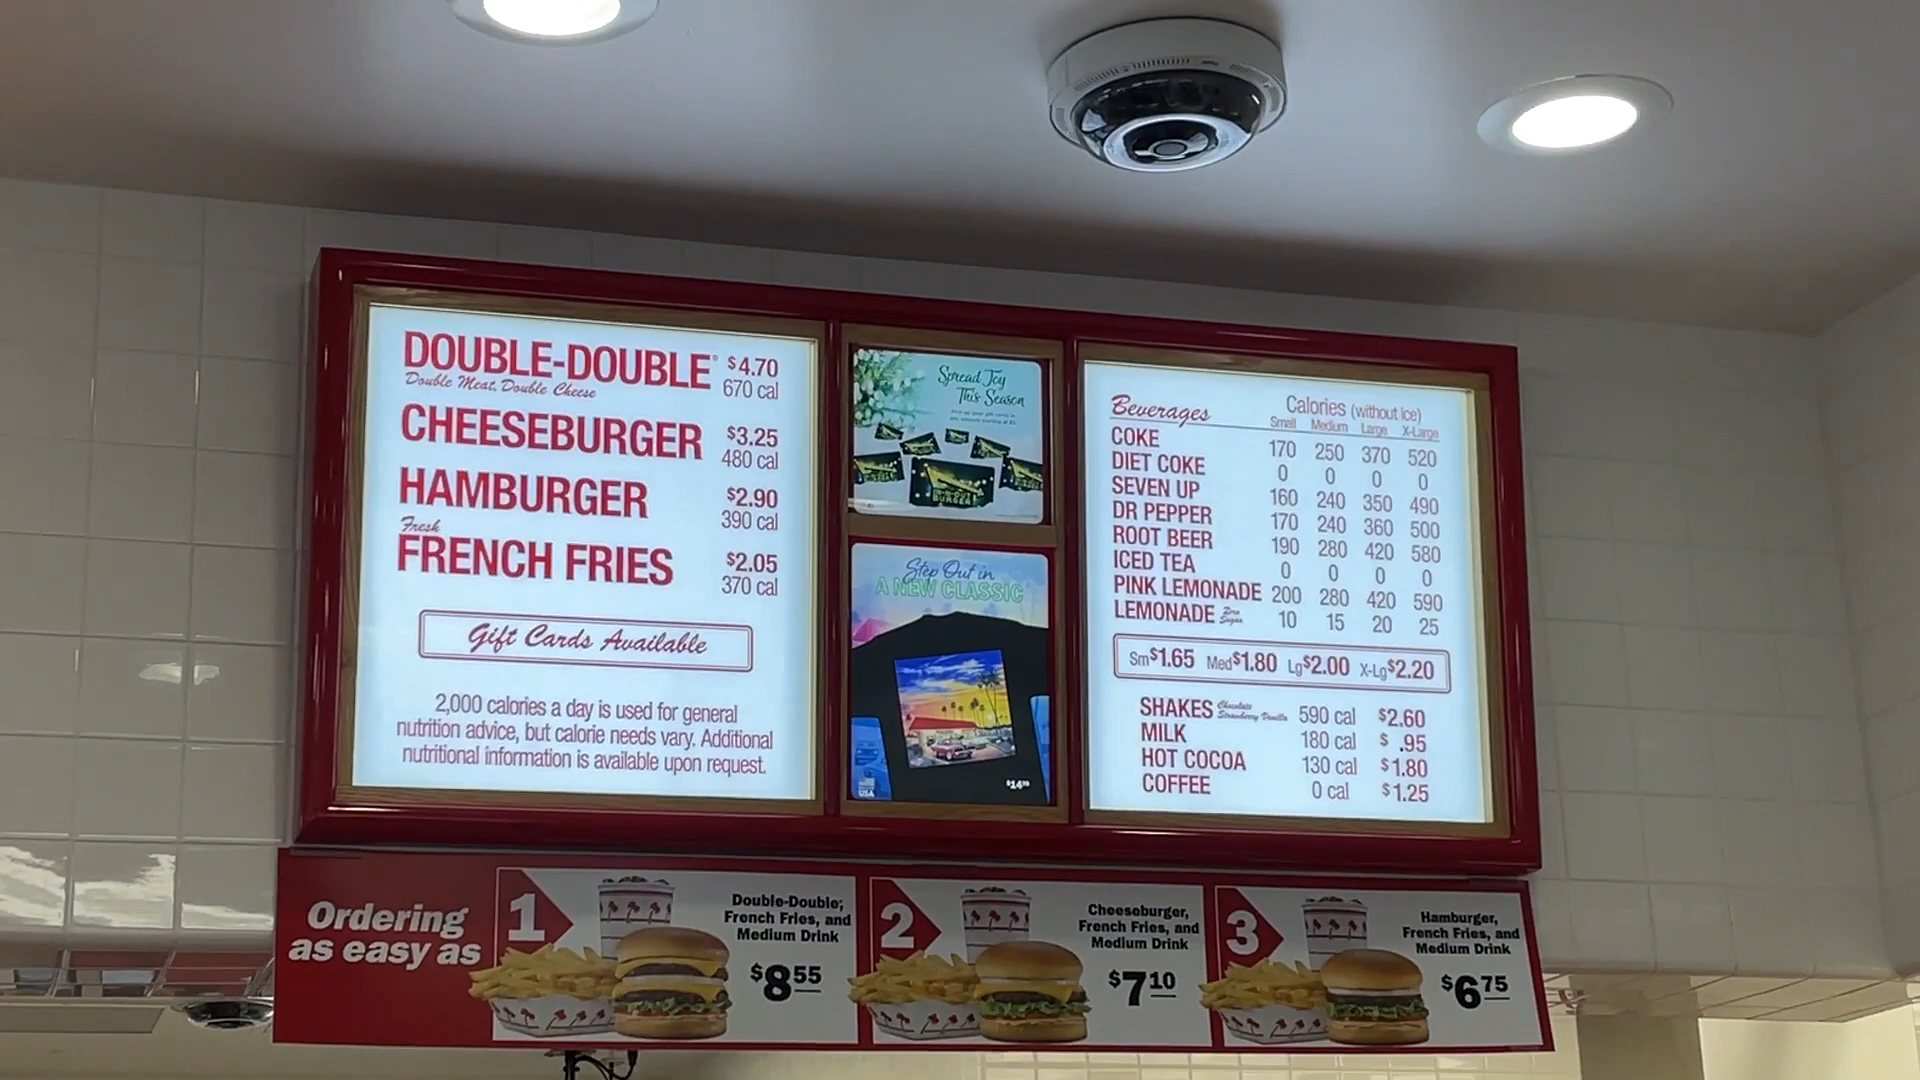 DOUBLE-DOUBLE® $4.70
Double Meat, Double Cheese 670 cal
CHEESEBURGER $3.25
480 cal
HAMBURGER $2.90
390 cal
Fresh
FRENCH FRIES $2.05
370 cal
Gift Cards Available
2,000 calories a day is used for general
nutrition advice, but calorie needs vary. Additional
nutritional information is available upon request.
Spread Joy
This Season
Step Out in
A NEW CLASSIC
USA
Beverages Calories (without Ice)
Small Medium Large X-Large
COKE 170 250 370 520
DIET COKE 0 0 0 0
SEVEN UP 160 240 350 490
DR PEPPER 170 240 360 500
ROOT BEER 190 280 420 580
ICED TEA 0 0 0 0
PINK LEMONADE 200 280 420 590
LEMONADE Zero Sugar 10 15 20 25
Sm$1.65 Med$1.80 Lg$2.00 X-Lg$2.20
SHAKES Chocolate Strawberry Vanilla 590 cal $2.60
MILK 180 cal $ .95
HOT COCOA 130 cal $1.80
COFFEE 0 cal $1.25
Ordering
as easy as
1
Double-Double,
French Fries, and
Medium Drink
$8 55
2
Cheeseburger,
French Fries, and
Medium Drink
$7 10
3
Hamburger,
French Fries, and
Medium Drink
$6 75